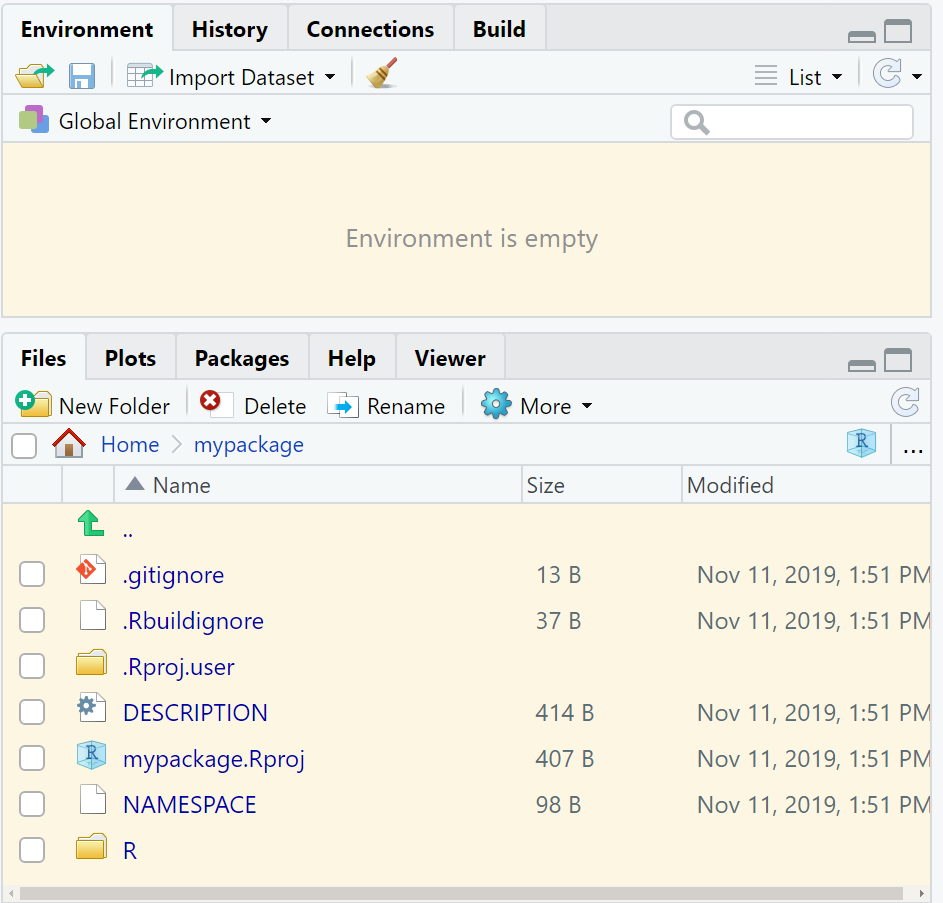 Environment History Connections Build
Import Dataset List
Global Environment
Environment is empty
Files Plots Packages Help Viewer
New Folder Delete Rename More
Home mypackage R ...
Name Size Modified
..
.gitignore 13 B Nov 11, 2019, 1:51 PM
.Rbuildignore 37 B Nov 11, 2019, 1:51 PM
.Rproj.user
DESCRIPTION 414 B Nov 11, 2019, 1:51 PM
R mypackage.Rproj 407 B Nov 11, 2019, 1:51 PM
NAMESPACE 98 B Nov 11, 2019, 1:51 PM
R